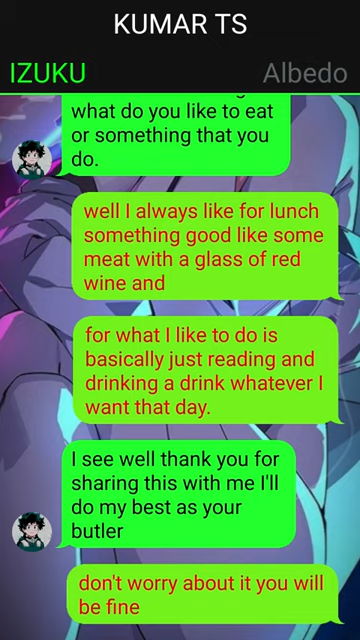 KUMAR TS
IZUKU
Albedo
what do you like to eat
or something that you
do.
well I always like for lunch
something good like some
meat with a glass of red
wine and
for what I like to do is
basically just reading and
drinking a drink whatever I
want that day.
I see well thank you for
sharing this with me I'll
do my best as your
butler
don't worry about it you will
be fine